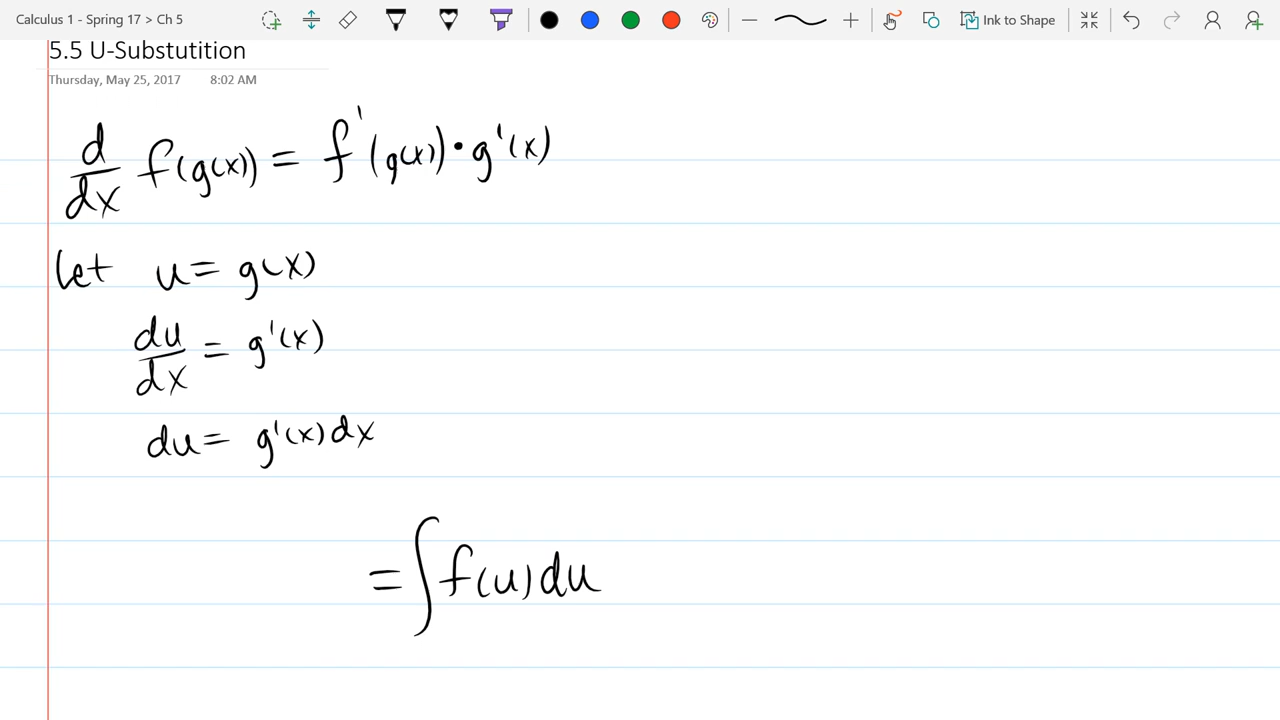 Calculus 1 - Spring 17 > Ch 5 Ink to Shape
5.5 U-Substutition
Thursday, May 25, 2017 8:02 AM
d/dx f(g(x)) = f'(g(x)) · g'(x)
let u = g(x)
du/dx = g'(x)
du = g'(x)dx
= ∫f(u)du